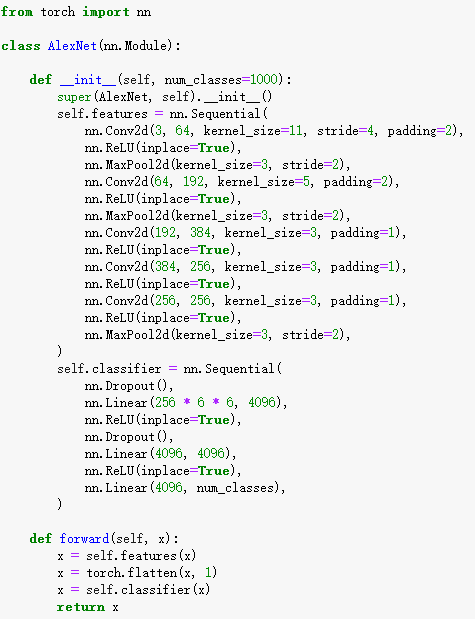 from torch import nn

class AlexNet(nn.Module):

    def __init__(self, num_classes=1000):
        super(AlexNet, self).__init__()
        self.features = nn.Sequential(
            nn.Conv2d(3, 64, kernel_size=11, stride=4, padding=2),
            nn.ReLU(inplace=True),
            nn.MaxPool2d(kernel_size=3, stride=2),
            nn.Conv2d(64, 192, kernel_size=5, padding=2),
            nn.ReLU(inplace=True),
            nn.MaxPool2d(kernel_size=3, stride=2),
            nn.Conv2d(192, 384, kernel_size=3, padding=1),
            nn.ReLU(inplace=True),
            nn.Conv2d(384, 256, kernel_size=3, padding=1),
            nn.ReLU(inplace=True),
            nn.Conv2d(256, 256, kernel_size=3, padding=1),
            nn.ReLU(inplace=True),
            nn.MaxPool2d(kernel_size=3, stride=2),
        )
        self.classifier = nn.Sequential(
            nn.Dropout(),
            nn.Linear(256 * 6 * 6, 4096),
            nn.ReLU(inplace=True),
            nn.Dropout(),
            nn.Linear(4096, 4096),
            nn.ReLU(inplace=True),
            nn.Linear(4096, num_classes),
        )

    def forward(self, x):
        x = self.features(x)
        x = torch.flatten(x, 1)
        x = self.classifier(x)
        return x